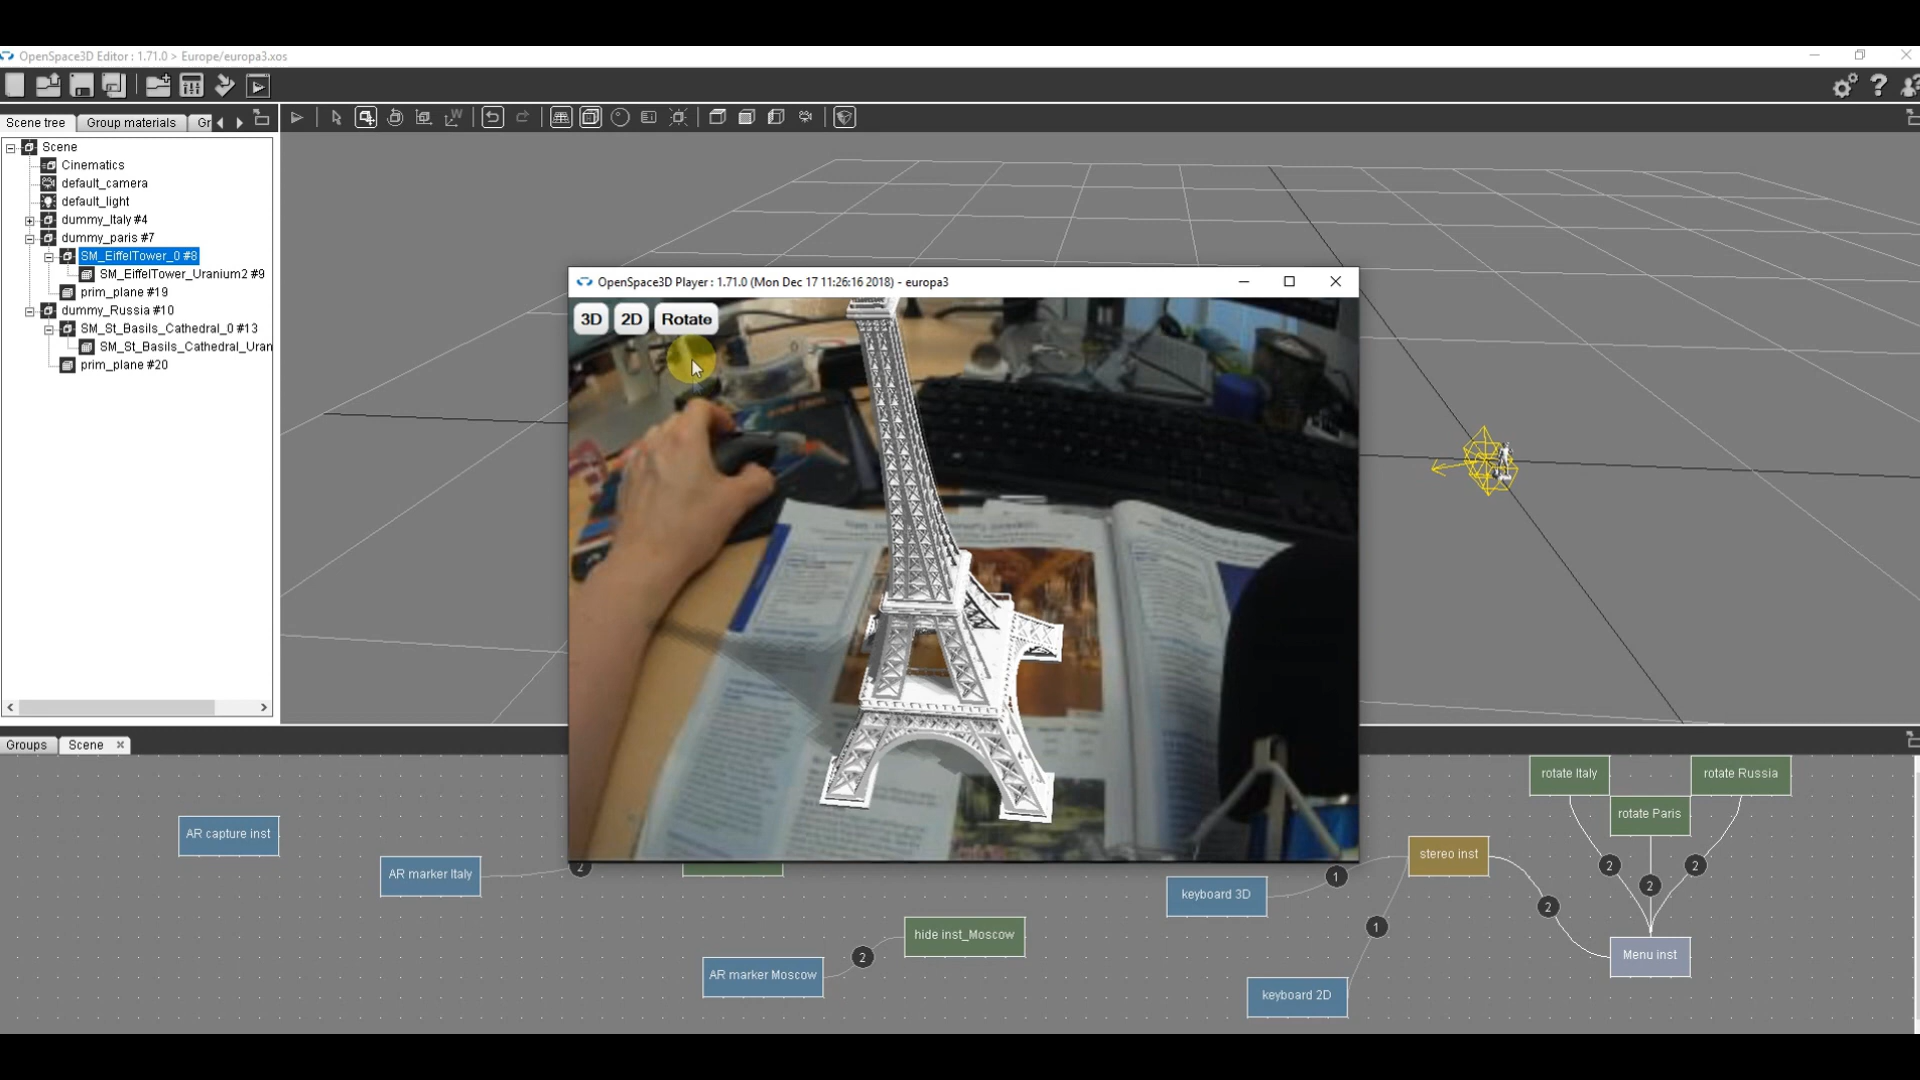 OpenSpace3D Editor : 1.71.0 > Europe/europa3.xos
Scene tree
Group materials
Gr
Scene
Cinematics
default_camera
default_light
dummy_Italy #4
dummy_paris #7
SM_EiffelTower_0 #8
SM_EiffelTower_Uranium2 #9
prim_plane #19
dummy_Russia #10
SM_St_Basils_Cathedral_0 #13
SM_St_Basils_Cathedral_Uran
prim_plane #20
OpenSpace3D Player : 1.71.0 (Mon Dec 17 11:26:16 2018) - europa3
3D 2D Rotate
Groups
Scene
rotate Italy
rotate Russia
rotate Paris
AR capture inst
stereo inst
2
2
2
AR marker Italy
2
1
keyboard 3D
2
1
hide inst_Moscow
2
Menu inst
AR marker Moscow
keyboard 2D